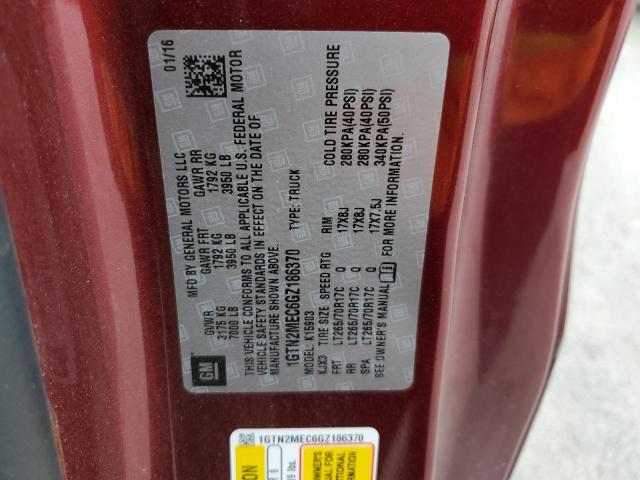 01/16
MFD BY GENERAL MOTORS LLC
GVWR GAWR FRT GAWR RR
3175 KG 1792 KG 1792 KG
7000 LB 3950 LB 3950 LB
THIS VEHICLE CONFORMS TO ALL APPLICABLE U.S. FEDERAL MOTOR
VEHICLE SAFETY STANDARDS IN EFFECT ON THE DATE OF
MANUFACTURE SHOWN ABOVE.
1GTN2MEC6GZ186370 TYPE: TRUCK
MODEL: K15903
KJX3 TIRE SIZE SPEED RTG RIM COLD TIRE PRESSURE
FRT LT265/70R17C Q 17X8J 280KPA(40PSI)
RR LT265/70R17C Q 17X8J 280KPA(40PSI)
SPA LT265/70R17C Q 17X7.5J 340KPA(50PSI)
SEE OWNER'S MANUAL FOR MORE INFORMATION.
GM
1GTN2MEC6GZ186370